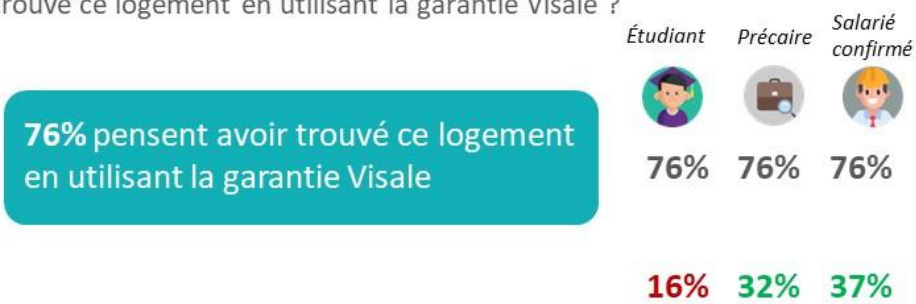 trouvé ce logement en utilisant la garantie Visale ?
Étudiant Précaire Salarié confirmé
76% pensent avoir trouvé ce logement
en utilisant la garantie Visale
76% 76% 76%
16% 32% 37%